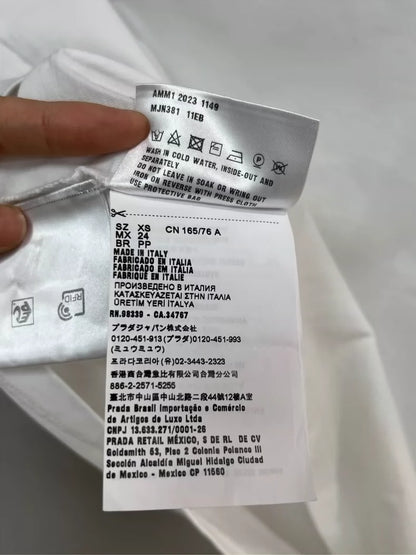 AMM1 2023 1149
MJN381 11EB
WASH IN COLD WATER, INSIDE-OUT AND
SEPARATELY
DO NOT LEAVE IN SOAK OR WRING OUT
IRON ON REVERSE WITH PRESS CLOTH
USE PROTECTIVE BAG
SZ XS CN 165/76 A
MX 24
BR PP
MADE IN ITALY
FABRICADO EN ITALIA
FABRICADO EM ITALIA
FABRIQUÉ EN ITALIE
ПРОИЗВЕДЕНО В ИТАЛИЯ
ΚΑΤΑΣΚΕΥΑΖΕΤΑΙ ΣΤΗΝ ΙΤΑΛΙΑ
ÜRETİM YERİ İTALYA
RN.98339 - CA.34767
プラダジャパン株式会社
0120-451-913 (プラダ) 0120-451-993
(ミュウミュウ)
프라다코리아(유) 02-3443-2323
香港商台灣比亞有限公司台灣分公司
886-2-2571-5255
臺北市中山區中山北路二段44號12樓A室
Prada Brasil Importação e Comércio
de Artigos de Luxo Ltda
CNPJ 13.633.271/0001-26
PRADA RETAIL MÉXICO, S DE RL DE CV
Goldsmith 53, Piso 2 Colonia Polanco III
Sección Alcaldía Miguel Hidalgo Ciudad
de Mexico - Mexico CP 11560
RFID